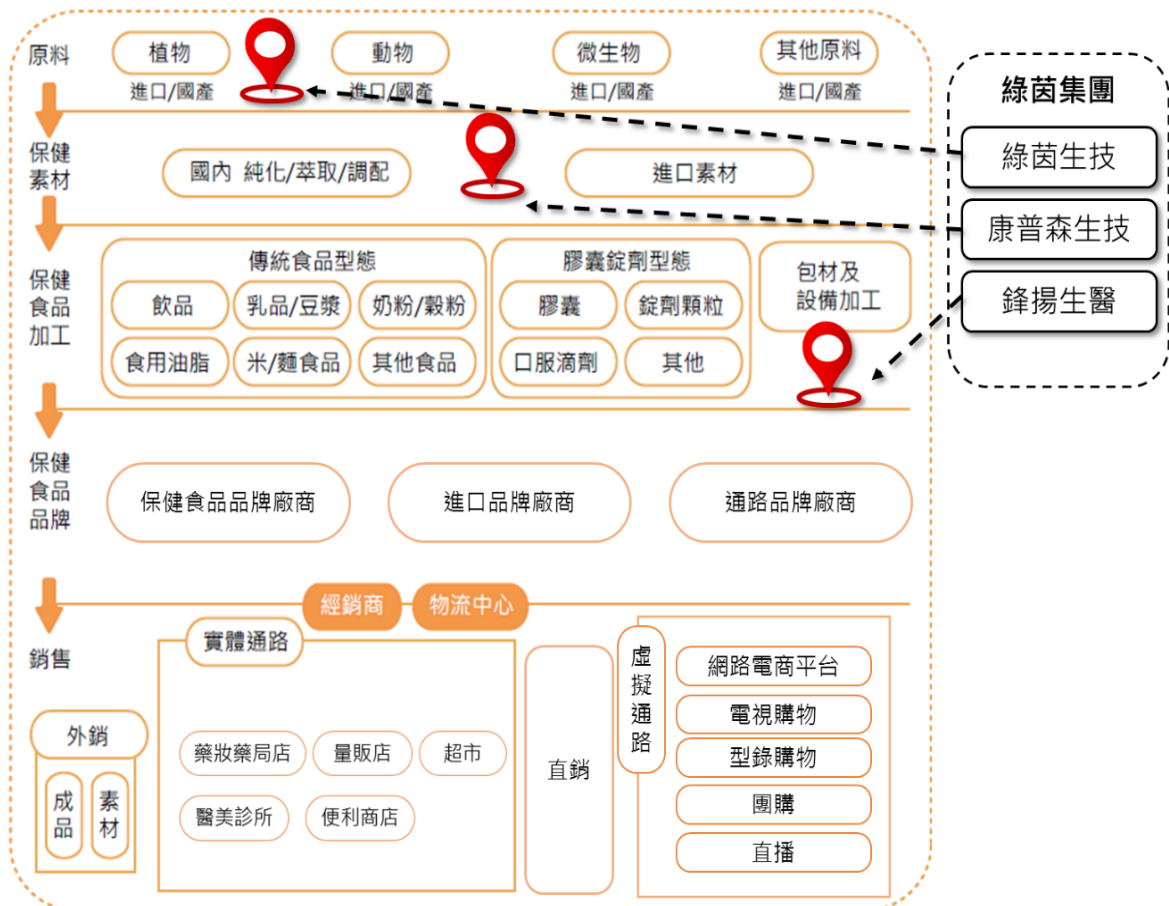 原料
植物
動物
微生物
其他原料
進口/國產
進口/國產
進口/國產
進口/國產
保健
素材
國內 純化/萃取/調配
進口素材
保健
食品
加工
傳統食品型態
飲品
乳品/豆漿
奶粉/穀粉
食用油脂
米/麵食品
其他食品
膠囊錠劑型態
膠囊
錠劑顆粒
口服滴劑
其他
包材及
設備加工
保健
食品
品牌
保健食品品牌廠商
進口品牌廠商
通路品牌廠商
經銷商
物流中心
銷售
外銷
成品
素材
實體通路
藥妝藥局店
量販店
超市
醫美診所
便利商店
直銷
虛擬通路
網路電商平台
電視購物
型錄購物
團購
直播
綠茵集團
綠茵生技
康普森生技
鋒揚生醫